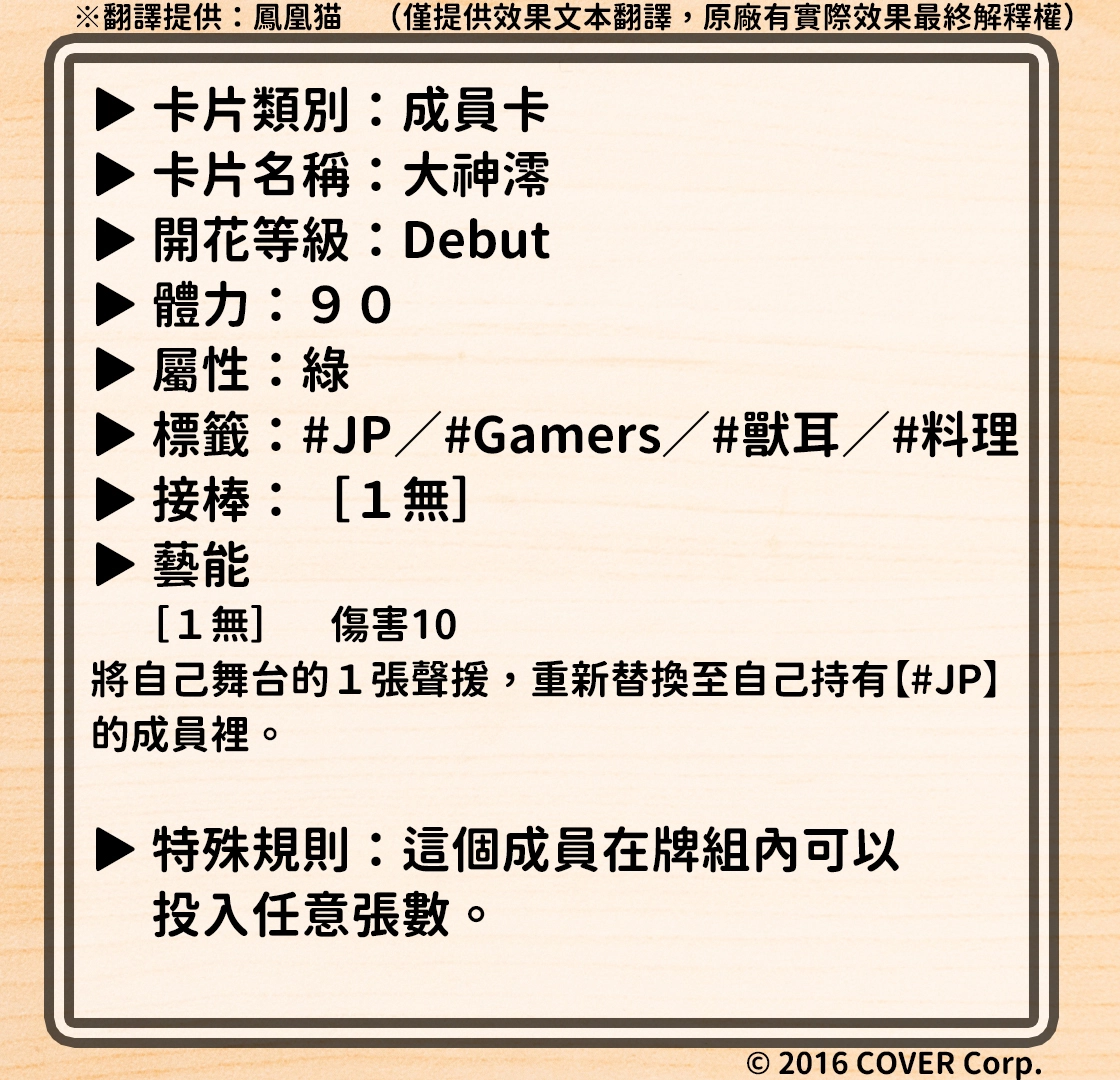 ※翻譯提供：鳳凰猫　（僅提供效果文本翻譯，原廠有實際效果最終解釋權）
▶ 卡片類別：成員卡
▶ 卡片名稱：大神澪
▶ 開花等級：Debut
▶ 體力：９０
▶ 屬性：綠
▶ 標籤：#JP／#Gamers／#獸耳／#料理
▶ 接棒：［１無］
▶ 藝能
［１無］　傷害10
將自己舞台的１張聲援，重新替換至自己持有【#JP】
的成員裡。
▶ 特殊規則：這個成員在牌組內可以
投入任意張數。
© 2016 COVER Corp.